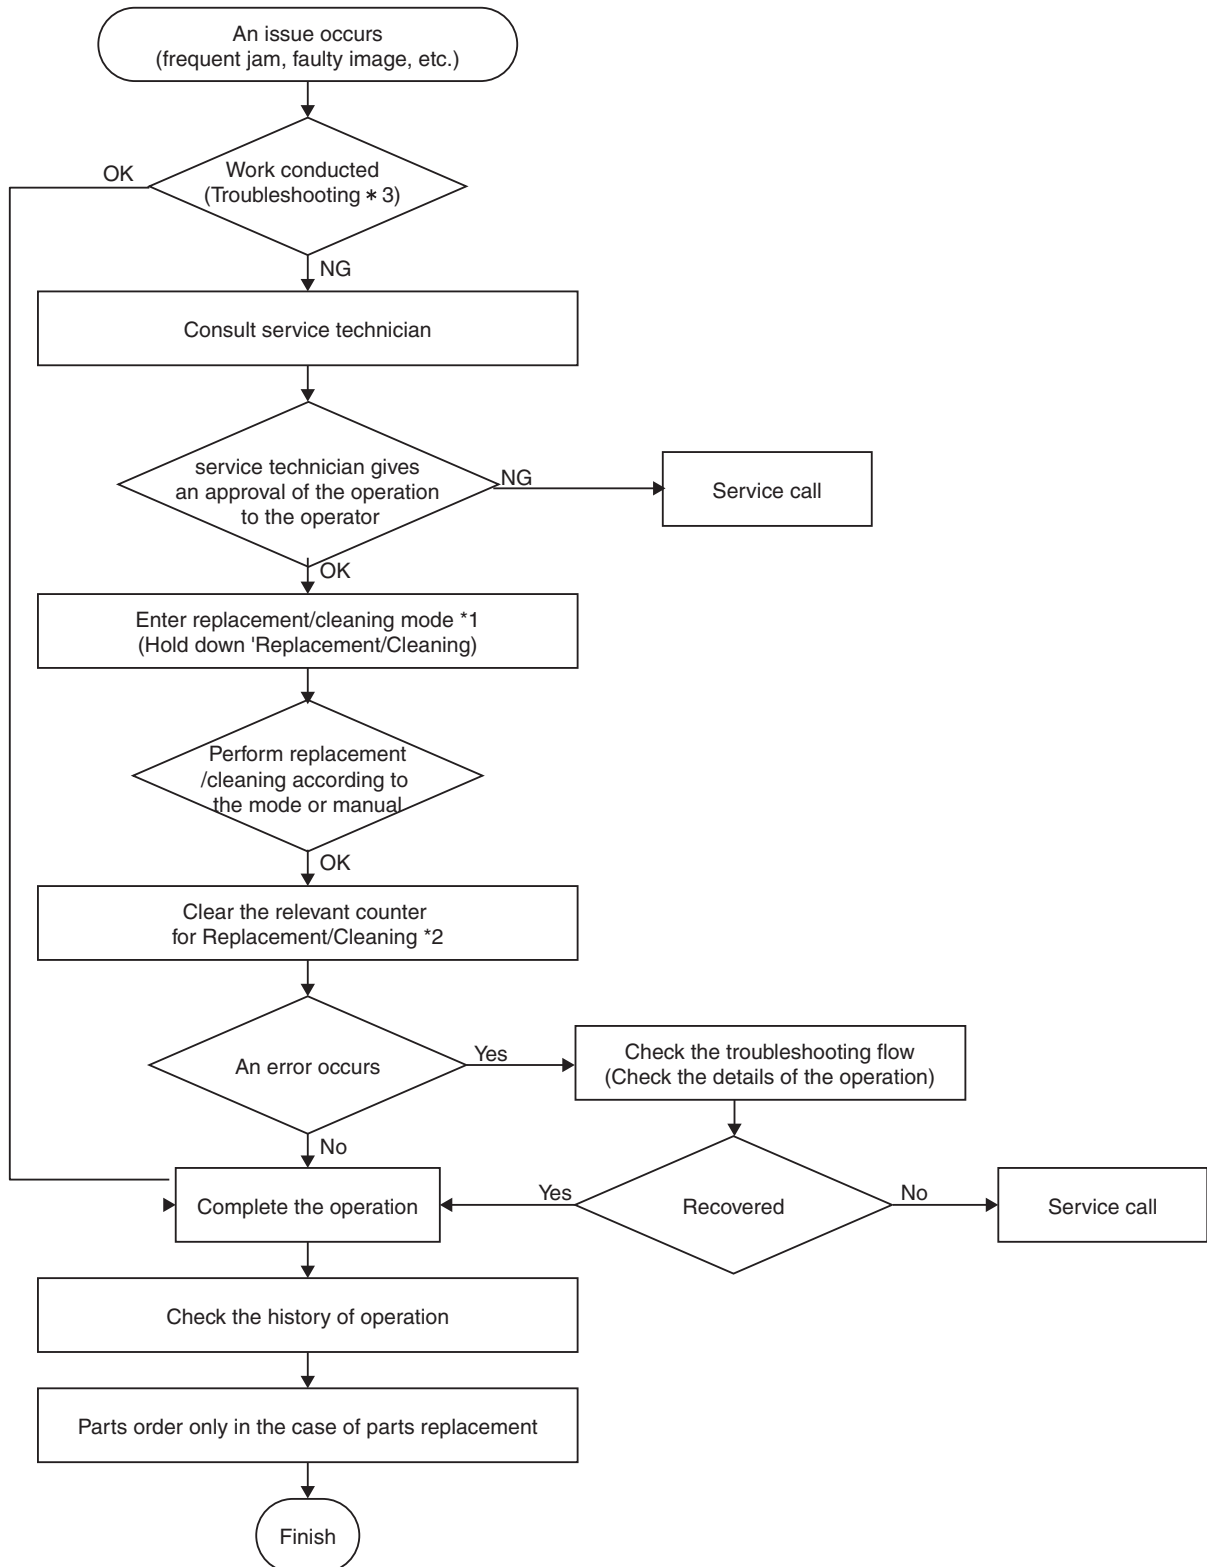 An issue occurs
(frequent jam, faulty image, etc.)
OK
Work conducted
(Troubleshooting * 3)
NG
Consult service technician
service technician gives
an approval of the operation
to the operator
NG
Service call
OK
Enter replacement/cleaning mode *1
(Hold down 'Replacement/Cleaning)
Perform replacement
/cleaning according to
the mode or manual
OK
Clear the relevant counter
for Replacement/Cleaning *2
An error occurs
Yes
Check the troubleshooting flow
(Check the details of the operation)
No
Complete the operation
Yes
Recovered
No
Service call
Check the history of operation
Parts order only in the case of parts replacement
Finish